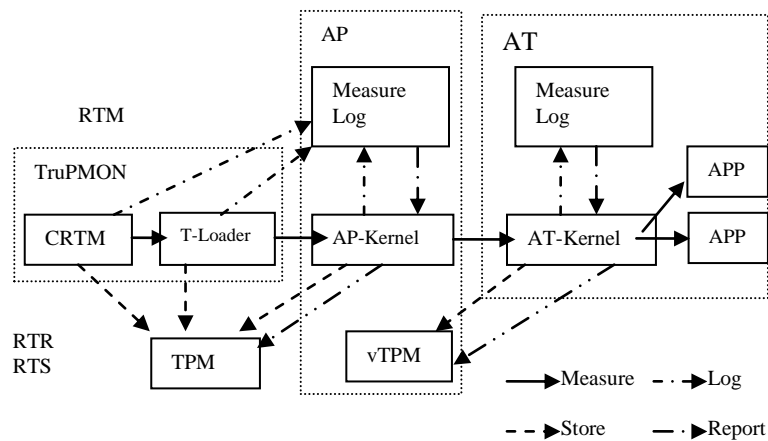 AP
AT
Measure
Log
Measure
Log
RTM
TruPMON
APP
CRTM
T-Loader
AP-Kernel
AT-Kernel
APP
RTR
RTS
TPM
vTPM
Measure
Log
Store
Report